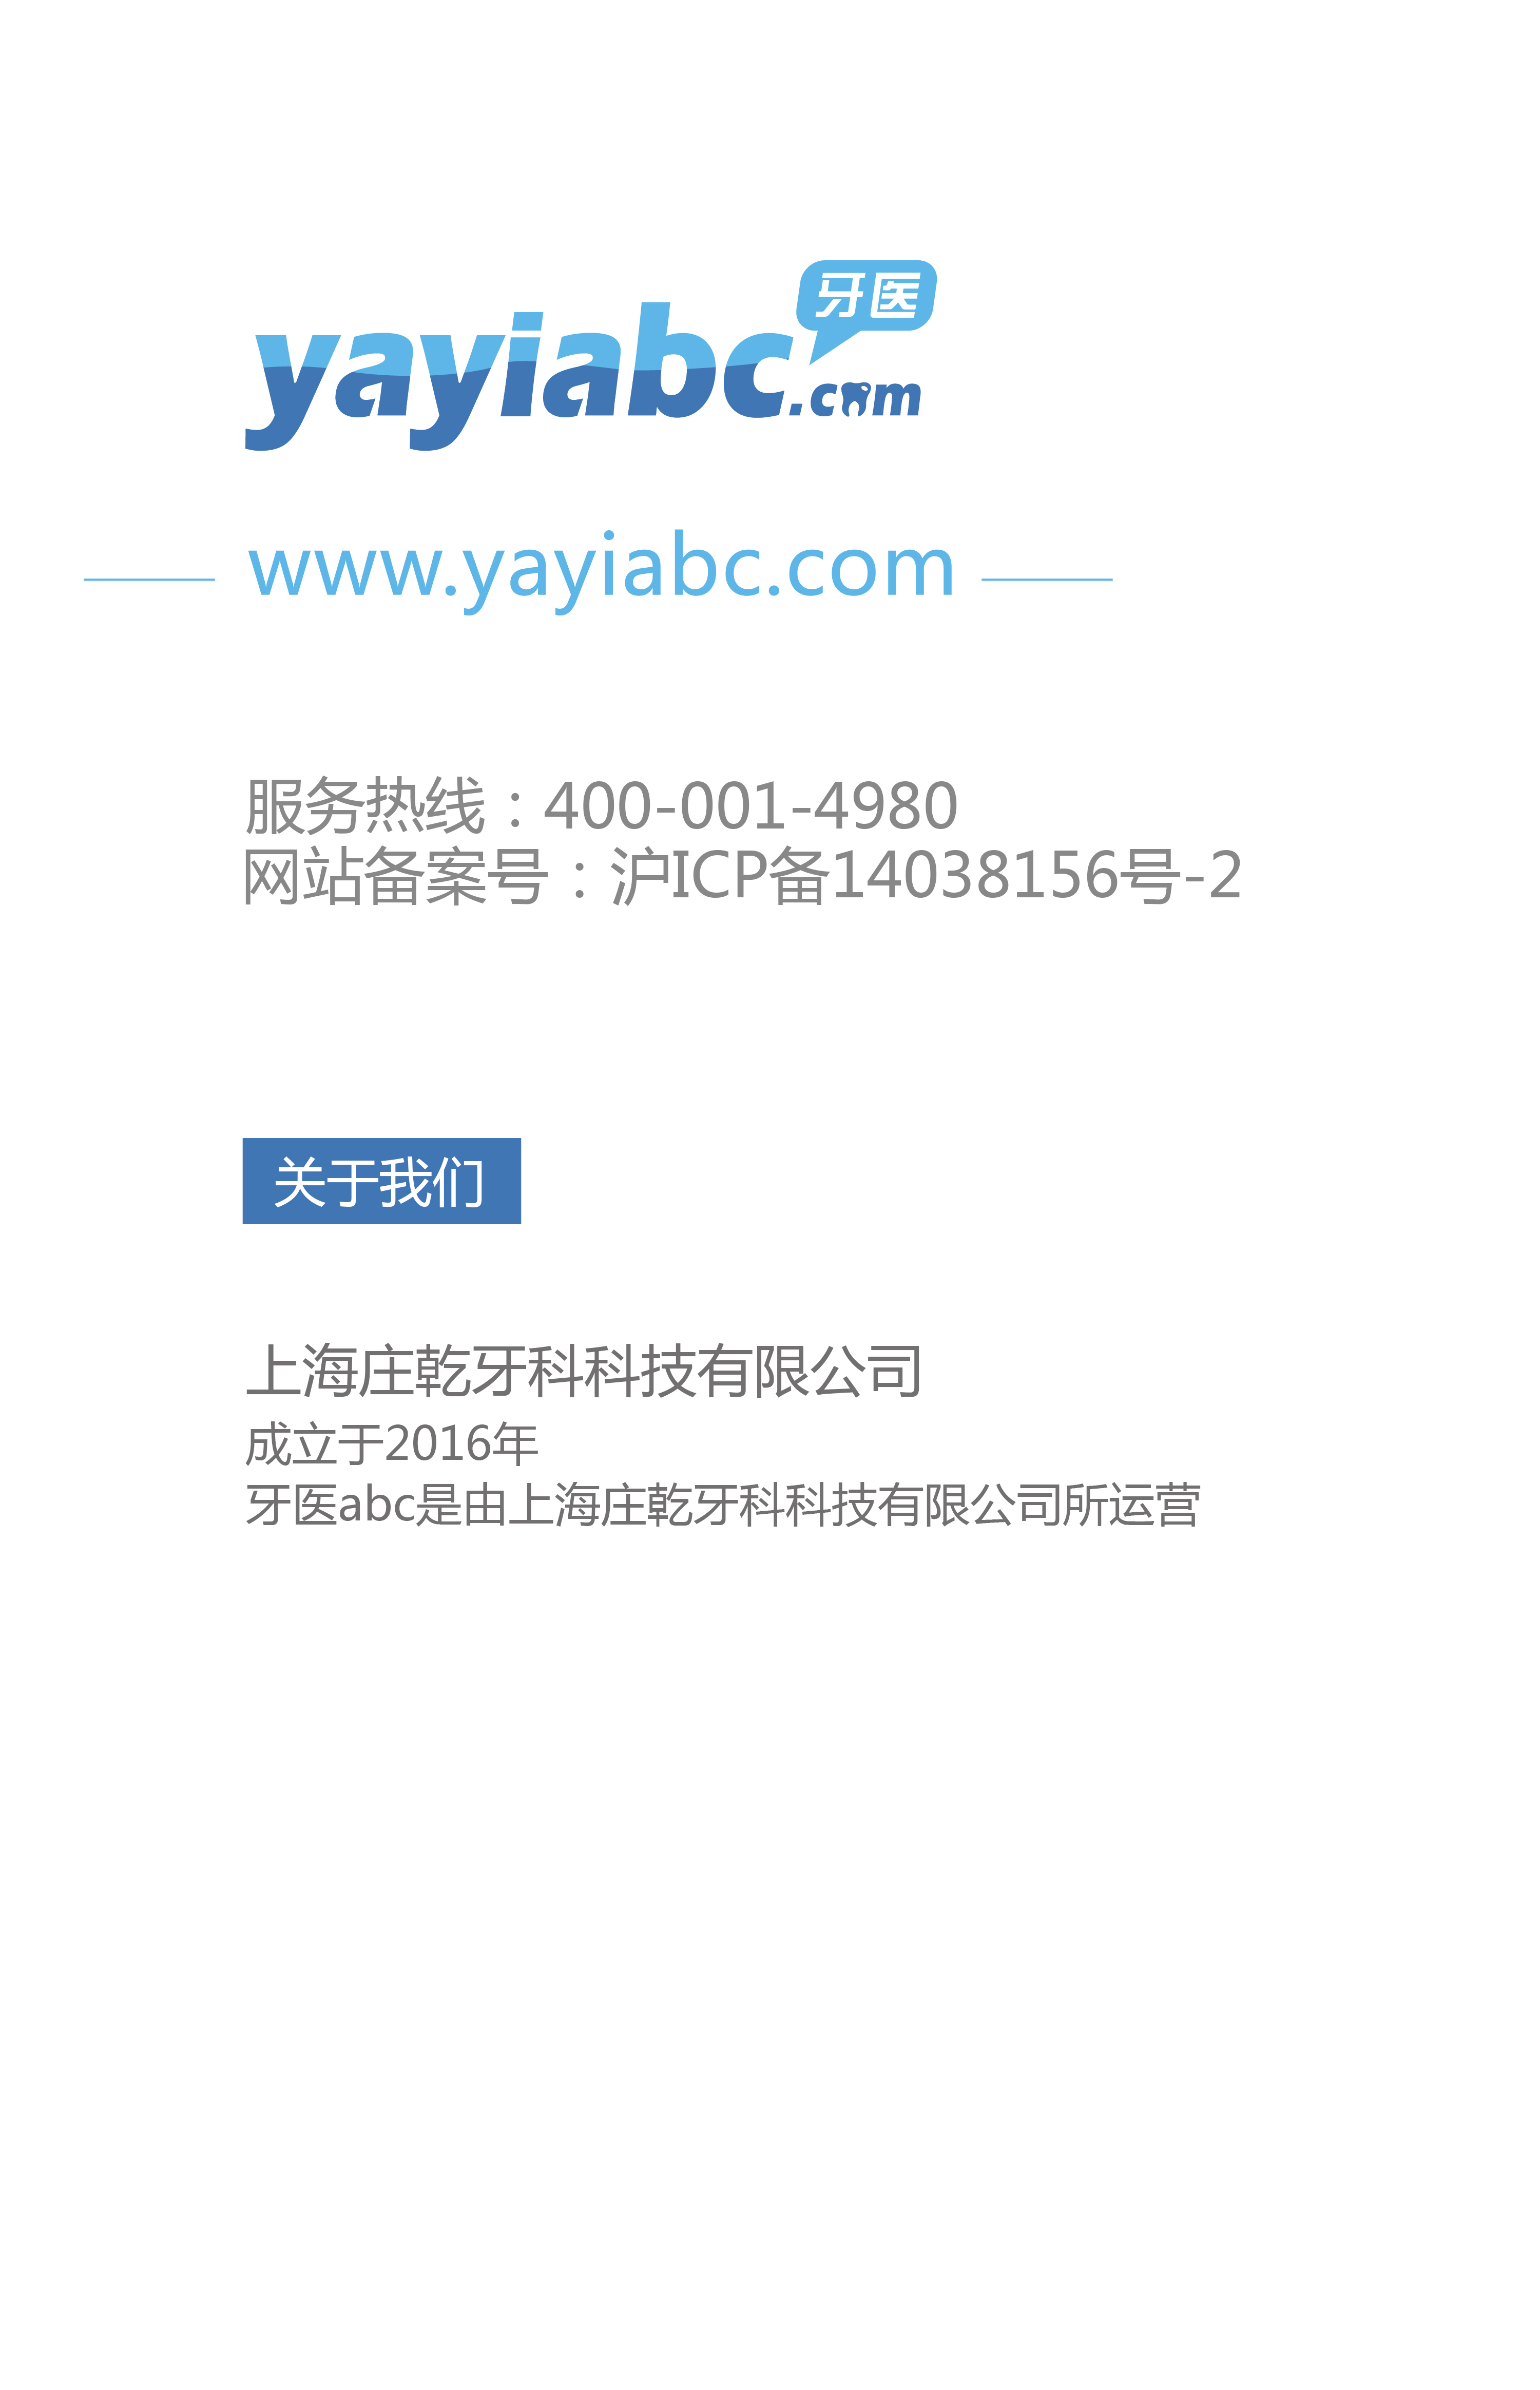 牙医
yayiabc.com
www.yayiabc.com
服务热线：400-001-4980
网站备案号：沪ICP备14038156号-2
关于我们
上海庄乾牙科科技有限公司
成立于2016年
牙医abc是由上海庄乾牙科科技有限公司所运营